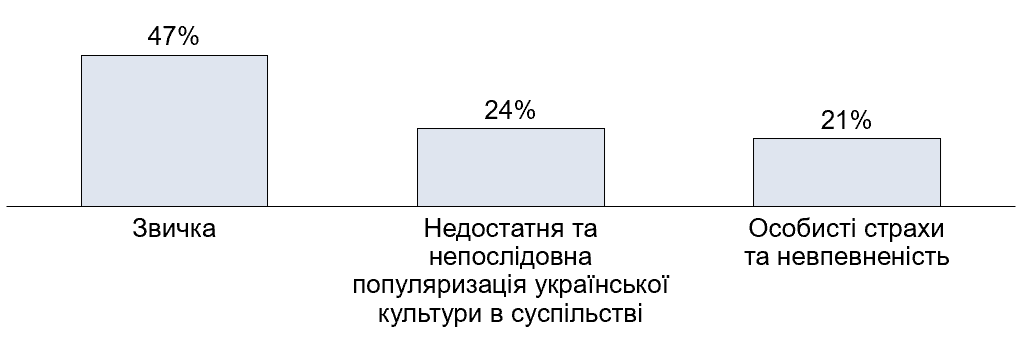 47%
24%
21%
Звичка
Недостатня та
непослідовна
популяризація української
культури в суспільстві
Особисті страхи
та невпевненість